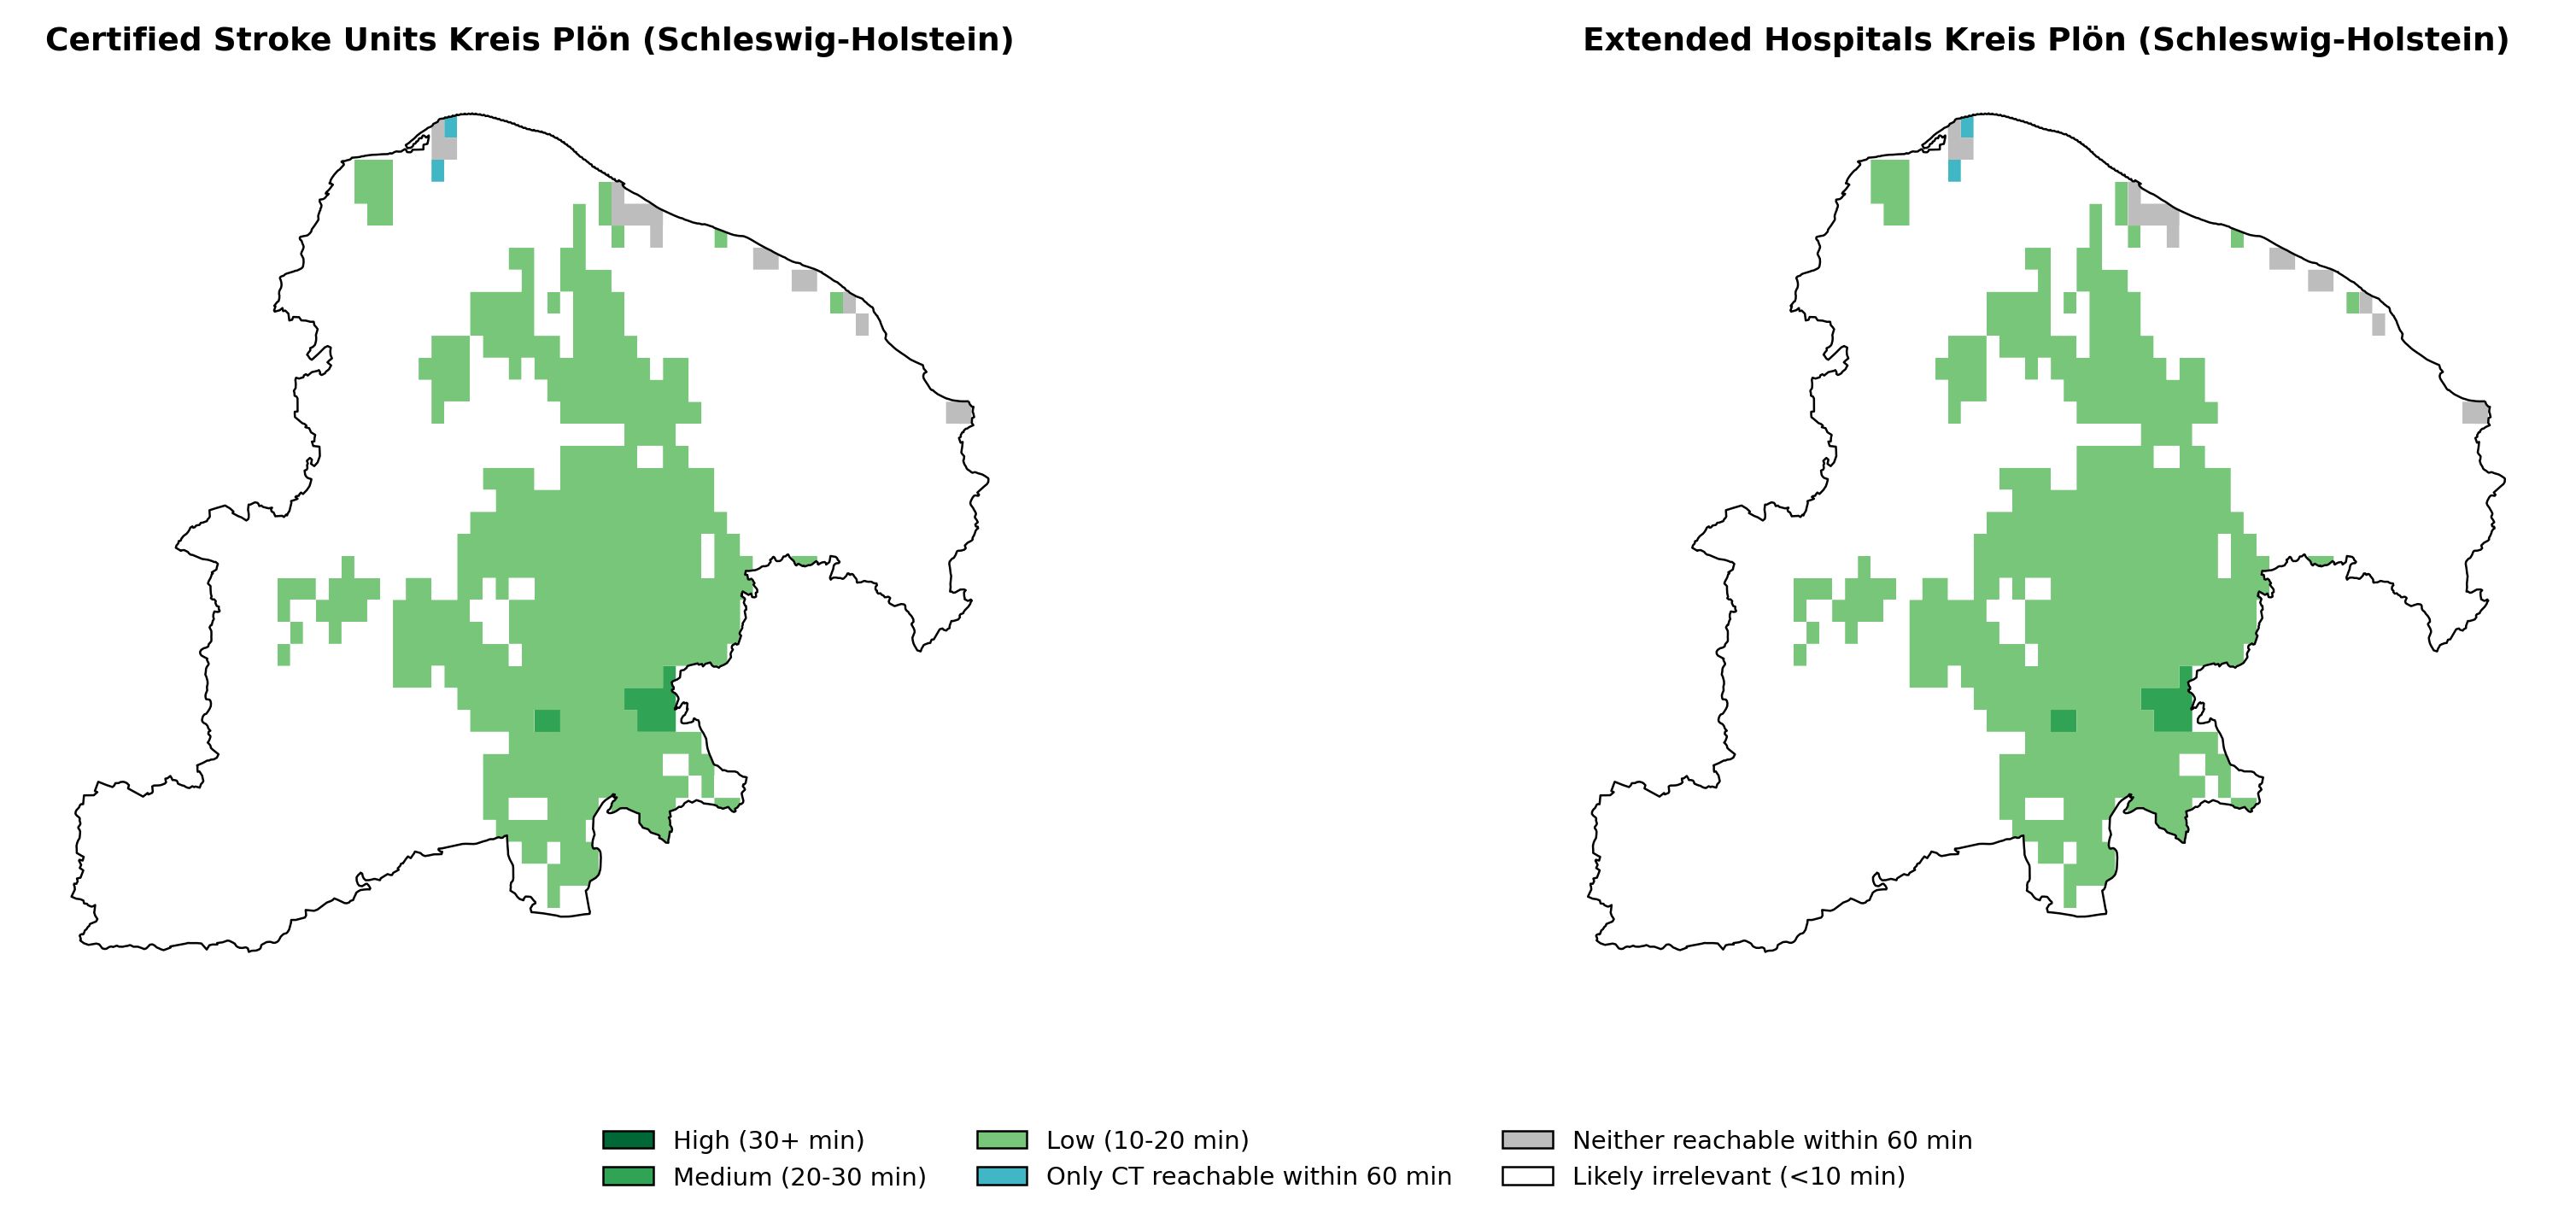 Certified Stroke Units Kreis Plön (Schleswig-Holstein)
Extended Hospitals Kreis Plön (Schleswig-Holstein)
High (30+ min)
Medium (20-30 min)
Low (10-20 min)
Only CT reachable within 60 min
Neither reachable within 60 min
Likely irrelevant (<10 min)